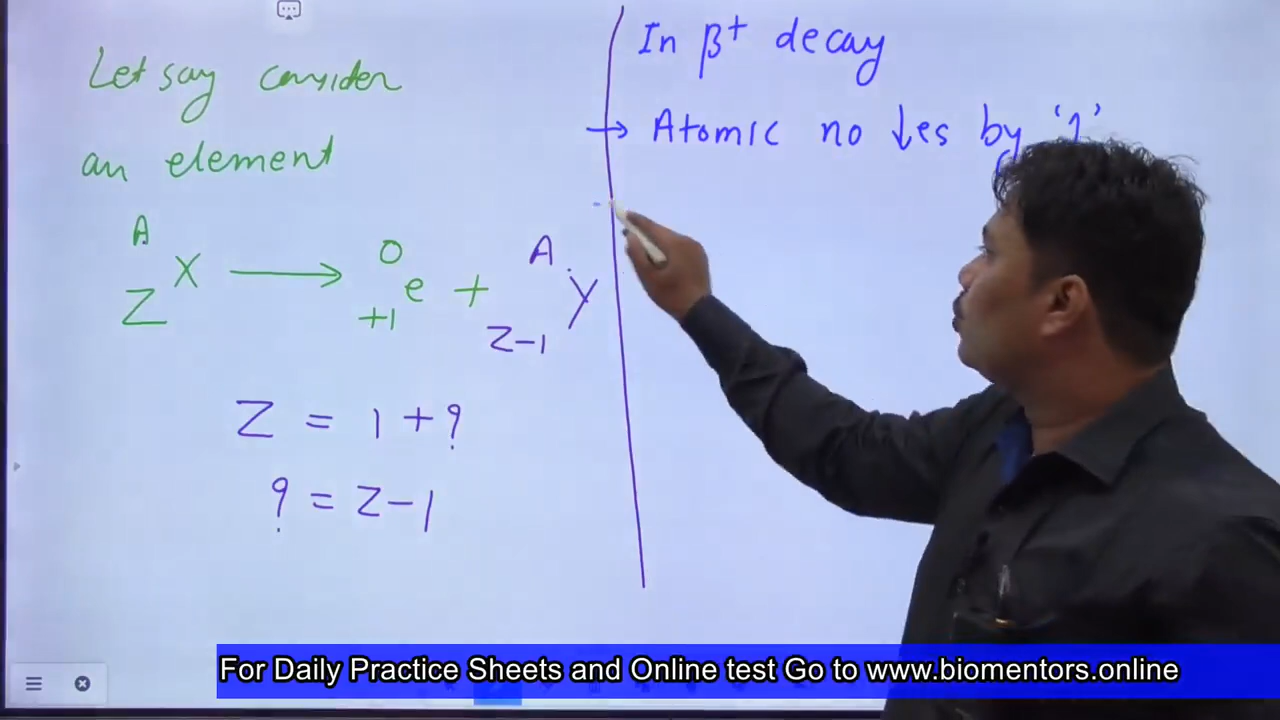 Let say consider
an element
A
Z X ⟶ 0 +1 e + A Z-1 Y
Z = 1 + ?
? = Z-1
In β+ decay
→ Atomic no ↓es by '1'
For Daily Practice Sheets and Online test Go to www.biomentors.online